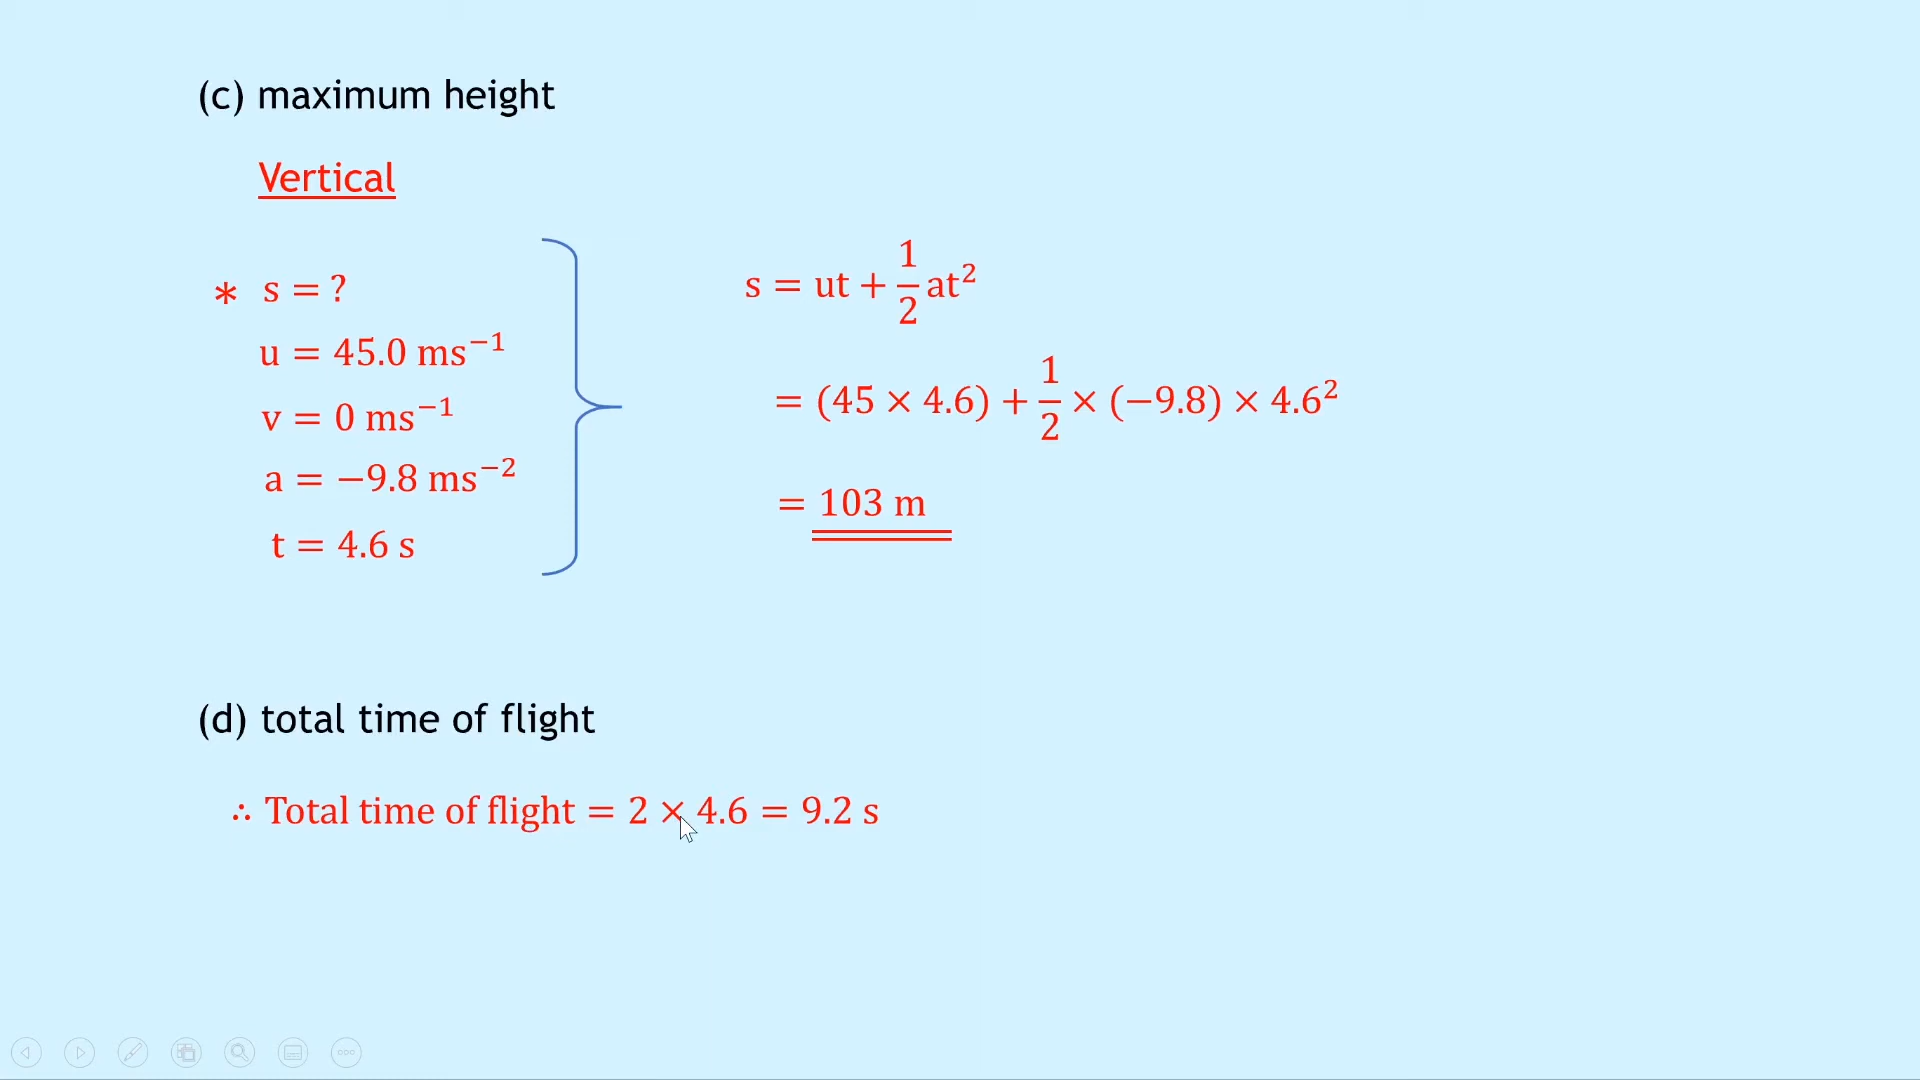 (c) maximum height
Vertical
* s = ?
u = 45.0 ms⁻¹
v = 0 ms⁻¹
a = −9.8 ms⁻²
t = 4.6 s
s = ut + 1/2 at²
= (45 × 4.6) + 1/2 × (−9.8) × 4.6²
= 103 m
(d) total time of flight
∴ Total time of flight = 2 × 4.6 = 9.2 s